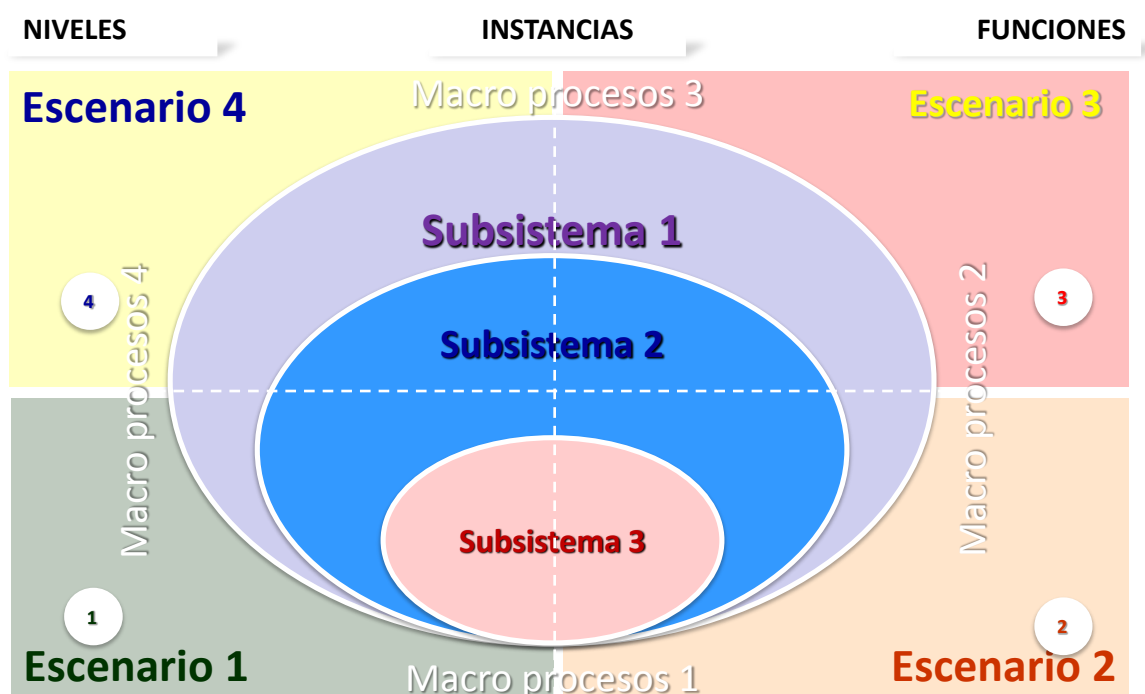 NIVELES
INSTANCIAS
FUNCIONES
Escenario 4
Macro procesos 3
Escenario 3
Subsistema 1
4
Macro procesos 4
Macro procesos 2
3
Subsistema 2
Subsistema 3
1
2
Escenario 1
Macro procesos 1
Escenario 2